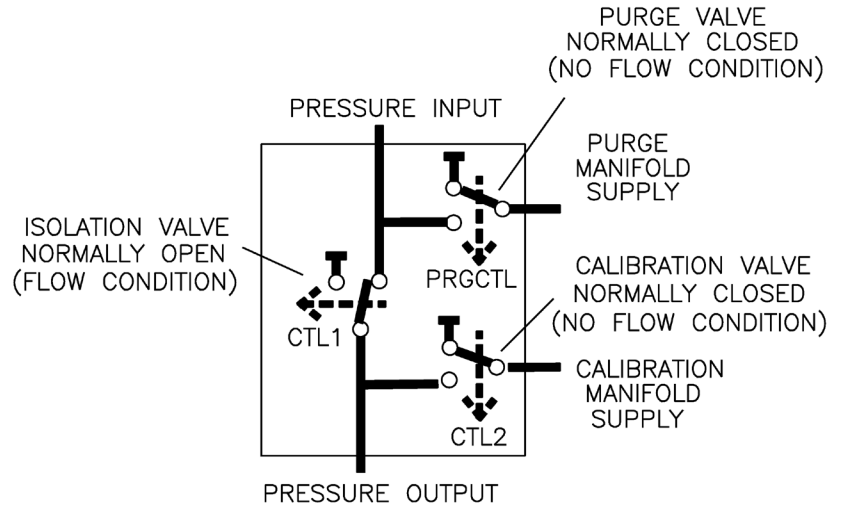 PURGE VALVE
NORMALLY CLOSED
(NO FLOW CONDITION)
PRESSURE INPUT
PURGE
MANIFOLD
SUPPLY
ISOLATION VALVE
NORMALLY OPEN
(FLOW CONDITION)
PRGCTL
CALIBRATION VALVE
NORMALLY CLOSED
(NO FLOW CONDITION)
CTL1
CALIBRATION
MANIFOLD
SUPPLY
CTL2
PRESSURE OUTPUT